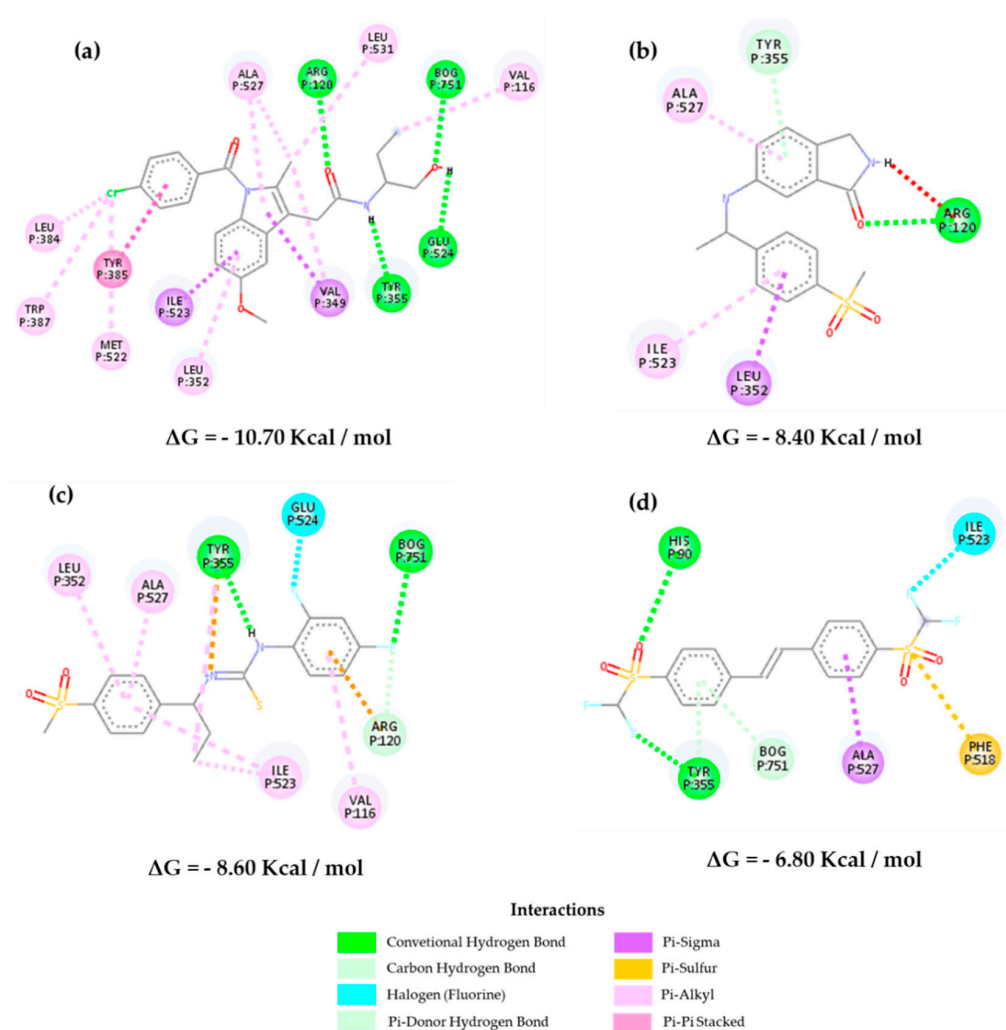 (a)
LEU
P:531
ALA
P:527
ARG
P:120
BOG
P:751
VAL
P:116
O
Cl
N
O
O
H
N
H
LEU
P:384
TYR
P:385
TRP
P:387
MET
P:522
ILE
P:523
LEU
P:352
O
VAL
P:349
TYR
P:355
GLU
P:524
ΔG = - 10.70 Kcal / mol
(b)
TYR
P:355
ALA
P:527
N
H
N
O
ARG
P:120
ILE
P:523
LEU
P:352
S
O
O
ΔG = - 8.40 Kcal / mol
(c)
GLU
P:524
TYR
P:355
BOG
P:751
LEU
P:352
ALA
P:527
H
N
F
F
N
S
O
S
O
ARG
P:120
ILE
P:523
VAL
P:116
ΔG = - 8.60 Kcal / mol
(d)
HIS
P:90
ILE
P:523
F
F
O
S
O
S
O
O
F
F
TYR
P:355
BOG
P:751
ALA
P:527
PHE
P:518
ΔG = - 6.80 Kcal / mol
Interactions
Convetional Hydrogen Bond
Carbon Hydrogen Bond
Halogen (Fluorine)
Pi-Donor Hydrogen Bond
Pi-Sigma
Pi-Sulfur
Pi-Alkyl
Pi-Pi Stacked